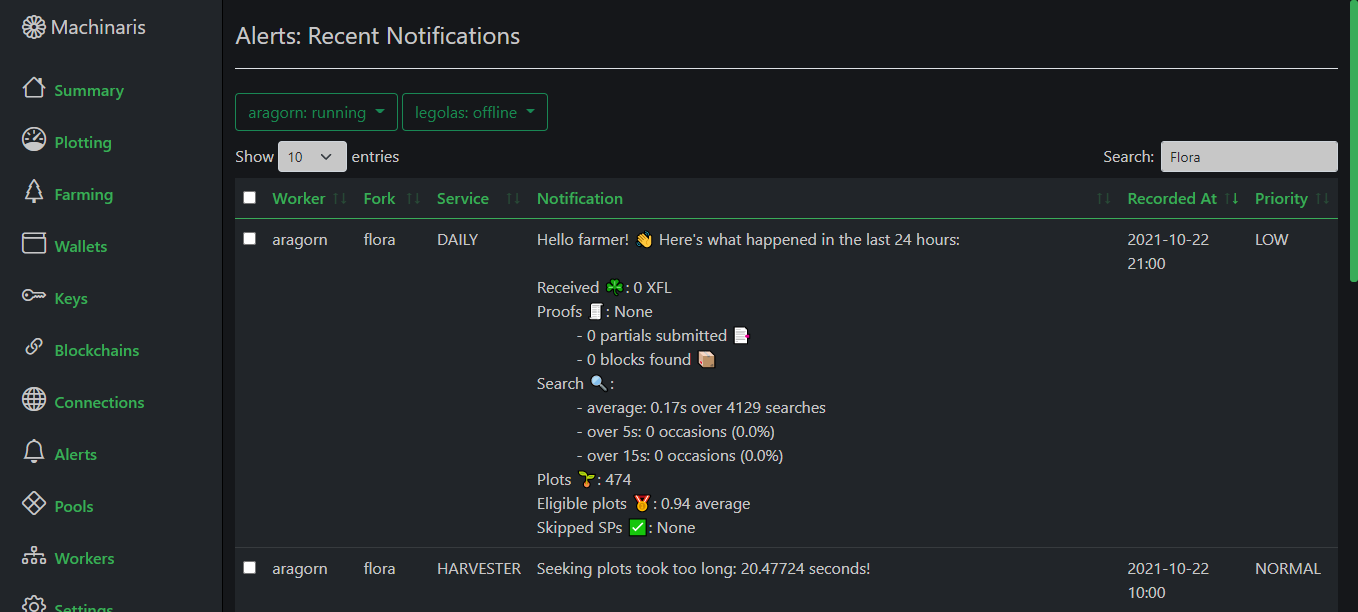 Machinaris
Summary
Plotting
Farming
Wallets
Keys
Blockchains
Connections
Alerts
Pools
Workers
Settings
Alerts: Recent Notifications
aragorn: running
legolas: offline
Show 10 entries
Search: Flora
Worker Fork Service Notification Recorded At Priority
aragorn flora DAILY Hello farmer! 👋 Here's what happened in the last 24 hours: 2021-10-22 LOW
21:00
Received ☘️: 0 XFL
Proofs 🧾: None
- 0 partials submitted 📑
- 0 blocks found 📦
Search 🔍:
- average: 0.17s over 4129 searches
- over 5s: 0 occasions (0.0%)
- over 15s: 0 occasions (0.0%)
Plots 🌱: 474
Eligible plots 🥇: 0.94 average
Skipped SPs ✅: None
aragorn flora HARVESTER Seeking plots took too long: 20.47724 seconds! 2021-10-22 NORMAL
10:00